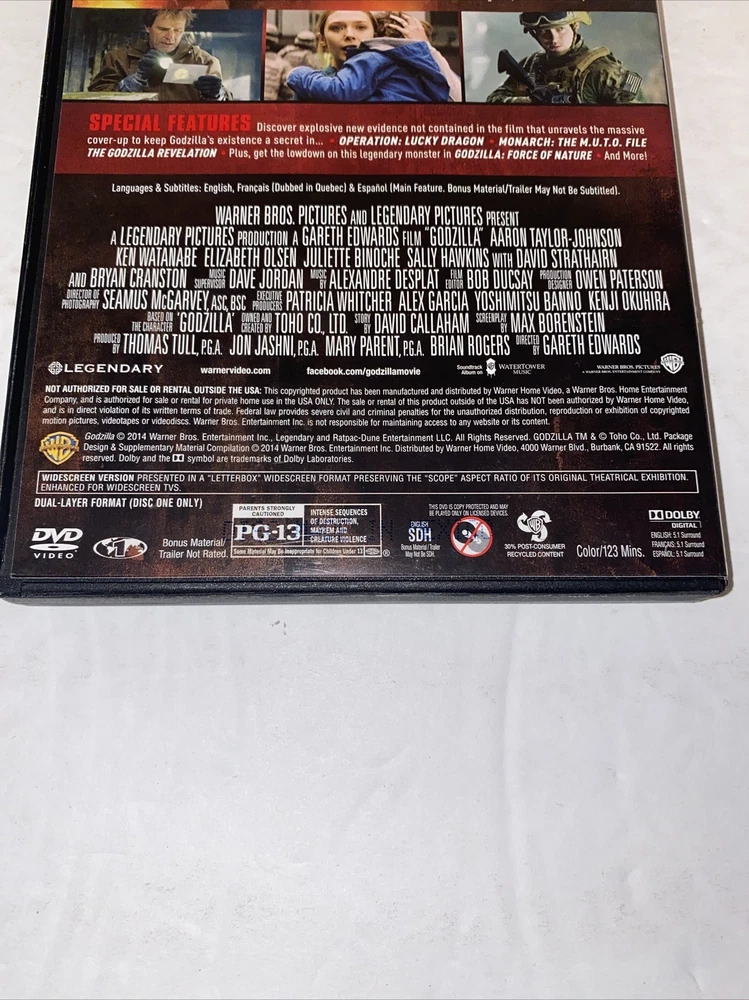 SPECIAL FEATURES Discover explosive new evidence not contained in the film that unravels the massive
cover-up to keep Godzilla's existence a secret in... • OPERATION: LUCKY DRAGON • MONARCH: THE M.U.T.O. FILE
THE GODZILLA REVELATION • Plus, get the lowdown on this legendary monster in GODZILLA: FORCE OF NATURE • And More!
Languages & Subtitles: English, Français (Dubbed in Quebec) & Español (Main Feature. Bonus Material/Trailer May Not Be Subtitled).
WARNER BROS. PICTURES AND LEGENDARY PICTURES PRESENT
A LEGENDARY PICTURES PRODUCTION A GARETH EDWARDS FILM "GODZILLA" AARON TAYLOR-JOHNSON
KEN WATANABE ELIZABETH OLSEN JULIETTE BINOCHE SALLY HAWKINS WITH DAVID STRATHAIRN
AND BRYAN CRANSTON MUSIC SUPERVISOR DAVE JORDAN MUSIC BY ALEXANDRE DESPLAT FILM EDITOR BOB DUCSAY PRODUCTION DESIGNER OWEN PATERSON
DIRECTOR OF PHOTOGRAPHY SEAMUS McGARVEY, ASC, BSC EXECUTIVE PRODUCERS PATRICIA WHITCHER ALEX GARCIA YOSHIMITSU BANNO KENJI OKUHIRA
BASED ON THE CHARACTER "GODZILLA" OWNED AND CREATED BY TOHO CO., LTD. STORY BY DAVID CALLAHAM SCREENPLAY BY MAX BORENSTEIN
PRODUCED BY THOMAS TULL, P.G.A. JON JASHNI, P.G.A. MARY PARENT, P.G.A. BRIAN ROGERS DIRECTED BY GARETH EDWARDS
LEGENDARY warnervideo.com facebook.com/godzillamovie Soundtrack Album on WATERTOWER MUSIC WARNER BROS. PICTURES
NOT AUTHORIZED FOR SALE OR RENTAL OUTSIDE THE USA: This copyrighted product has been manufactured and distributed by Warner Home Video, a Warner Bros. Home Entertainment
Company, and is authorized for sale or rental for private home use in the USA ONLY. The sale or rental of this product outside of the USA has NOT been authorized by Warner Home Video,
and is in direct violation of its written terms of trade. Federal law provides severe civil and criminal penalties for the unauthorized distribution, reproduction or exhibition of copyrighted
motion pictures, videotapes or videodiscs. Warner Bros. Entertainment Inc. is not responsible for maintaining access to any website or its content.
Godzilla © 2014 Warner Bros. Entertainment Inc., Legendary and Ratpac-Dune Entertainment LLC. All Rights Reserved. GODZILLA TM & © Toho Co., Ltd. Package
Design & Supplementary Material Compilation © 2014 Warner Bros. Entertainment Inc. Distributed by Warner Home Video, 4000 Warner Blvd., Burbank, CA 91522. All rights
reserved. Dolby and the DD symbol are trademarks of Dolby Laboratories.
WIDESCREEN VERSION PRESENTED IN A "LETTERBOX" WIDESCREEN FORMAT PRESERVING THE "SCOPE" ASPECT RATIO OF ITS ORIGINAL THEATRICAL EXHIBITION.
ENHANCED FOR WIDESCREEN TVS.
DUAL-LAYER FORMAT (DISC ONE ONLY)
DVD VIDEO
1
Bonus Material/
Trailer Not Rated.
PARENTS STRONGLY CAUTIONED
PG-13
Some Material May Be Inappropriate for Children Under 13
INTENSE SEQUENCES
OF DESTRUCTION,
MAYHEM AND
CREATURE VIOLENCE
®
ENGLISH
SDH
Bonus Material/Trailer
May Not Be SDH.
THIS DVD IS COPY PROTECTED AND MAY
BE PLAYED ONLY ON LICENSED DEVICES.
30% POST-CONSUMER
RECYCLED CONTENT
Color/123 Mins.
DOLBY
DIGITAL
ENGLISH: 5.1 Surround
FRANÇAIS: 5.1 Surround
ESPAÑOL: 5.1 Surround